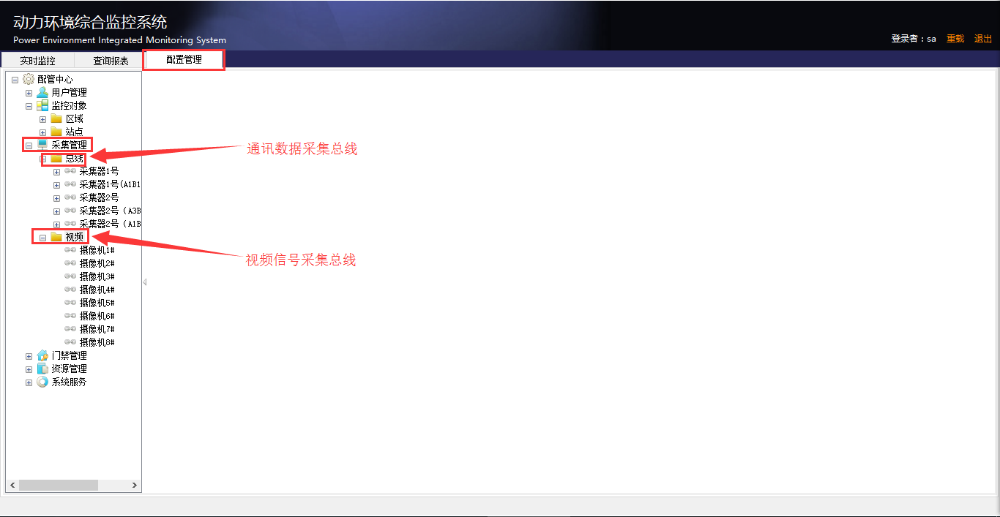 动力环境综合监控系统
Power Environment Integrated Monitoring System
登录者：sa 重载 退出
实时监控 查询报表 配置管理
配管中心
用户管理
监控对象
区域
站点
采集管理
总线
通讯数据采集总线
采集器1号
采集器1号(A1B1
采集器2号
采集器2号（A3B
采集器2号（A1B
视频
摄像机1#
视频信号采集总线
摄像机2#
摄像机3#
摄像机4#
摄像机5#
摄像机6#
摄像机7#
摄像机8#
门禁管理
资源管理
系统服务